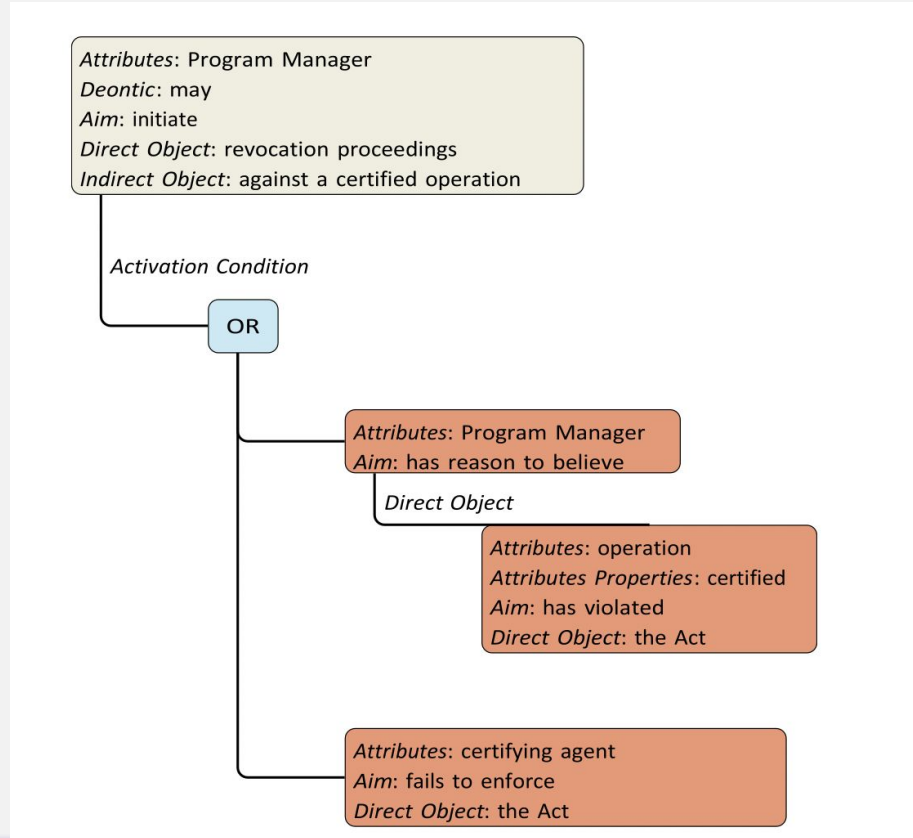 Attributes: Program Manager
Deontic: may
Aim: initiate
Direct Object: revocation proceedings
Indirect Object: against a certified operation
Activation Condition
OR
Attributes: Program Manager
Aim: has reason to believe
Direct Object
Attributes: operation
Attributes Properties: certified
Aim: has violated
Direct Object: the Act
Attributes: certifying agent
Aim: fails to enforce
Direct Object: the Act